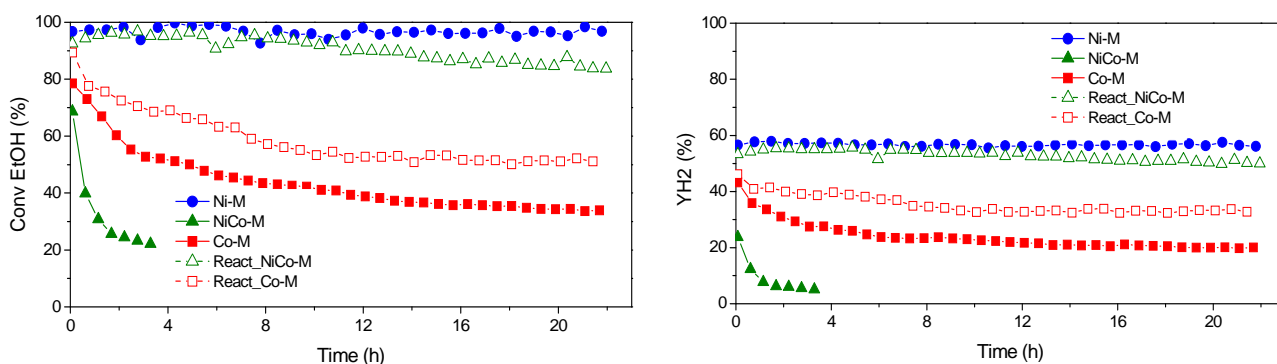 Conv EtOH (%)
100
80
60
40
20
0
Ni-M
NiCo-M
Co-M
React_NiCo-M
React_Co-M
0 4 8 12 16 20
Time (h)
YH2 (%)
100
80
60
40
20
0
Ni-M
NiCo-M
Co-M
React_NiCo-M
React_Co-M
0 4 8 12 16 20
Time (h)